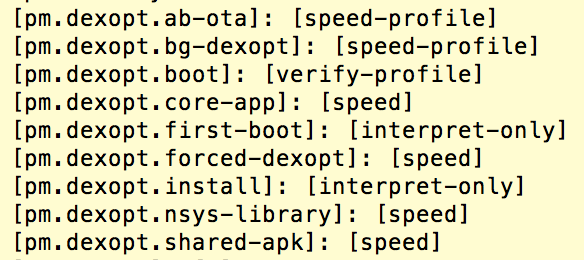 [pm.dexopt.ab-ota]: [speed-profile]
[pm.dexopt.bg-dexopt]: [speed-profile]
[pm.dexopt.boot]: [verify-profile]
[pm.dexopt.core-app]: [speed]
[pm.dexopt.first-boot]: [interpret-only]
[pm.dexopt.forced-dexopt]: [speed]
[pm.dexopt.install]: [interpret-only]
[pm.dexopt.nsys-library]: [speed]
[pm.dexopt.shared-apk]: [speed]